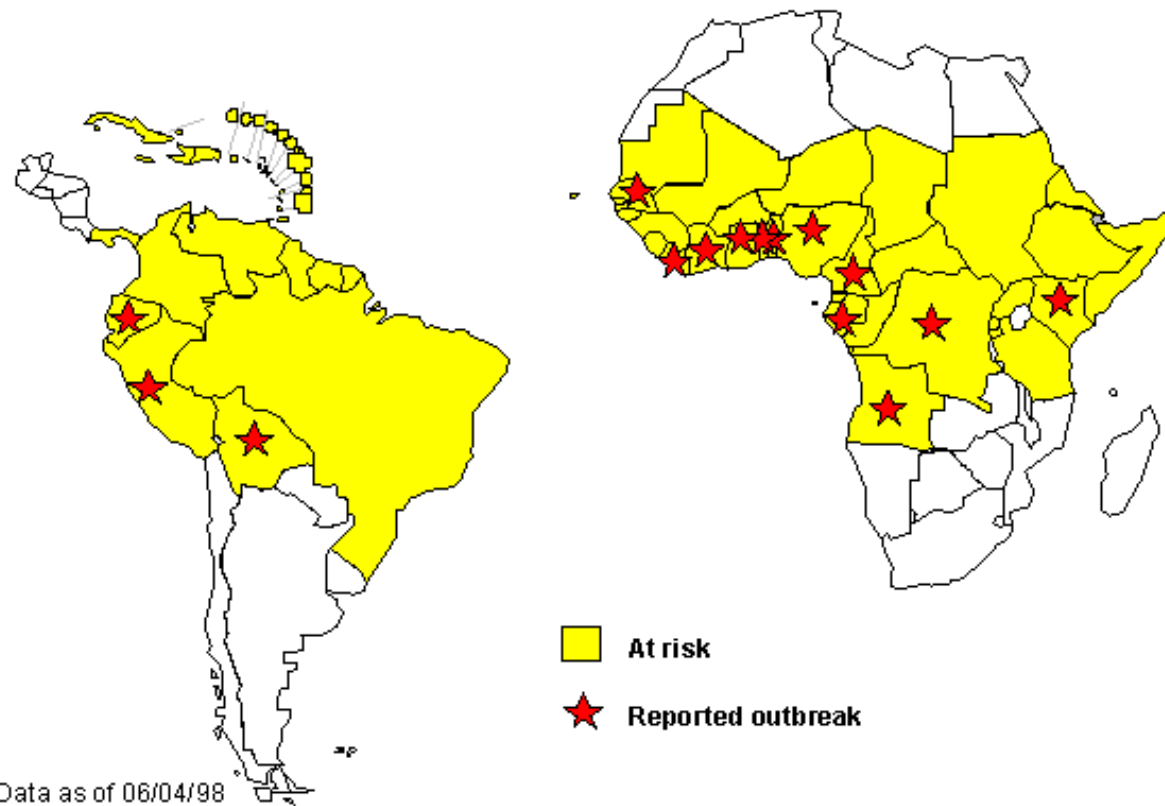 At risk
Reported outbreak
Data as of 06/04/98